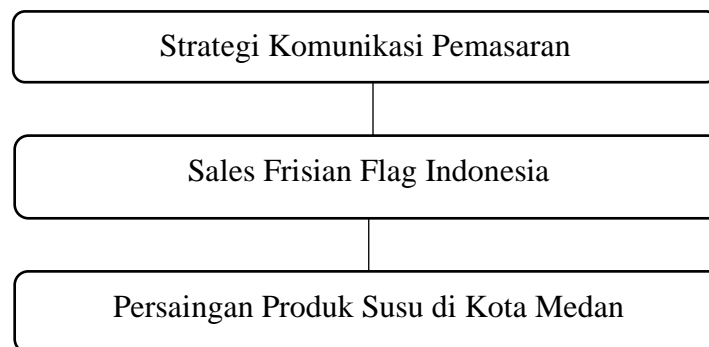 Strategi Komunikasi Pemasaran
Sales Frisian Flag Indonesia
Persaingan Produk Susu di Kota Medan